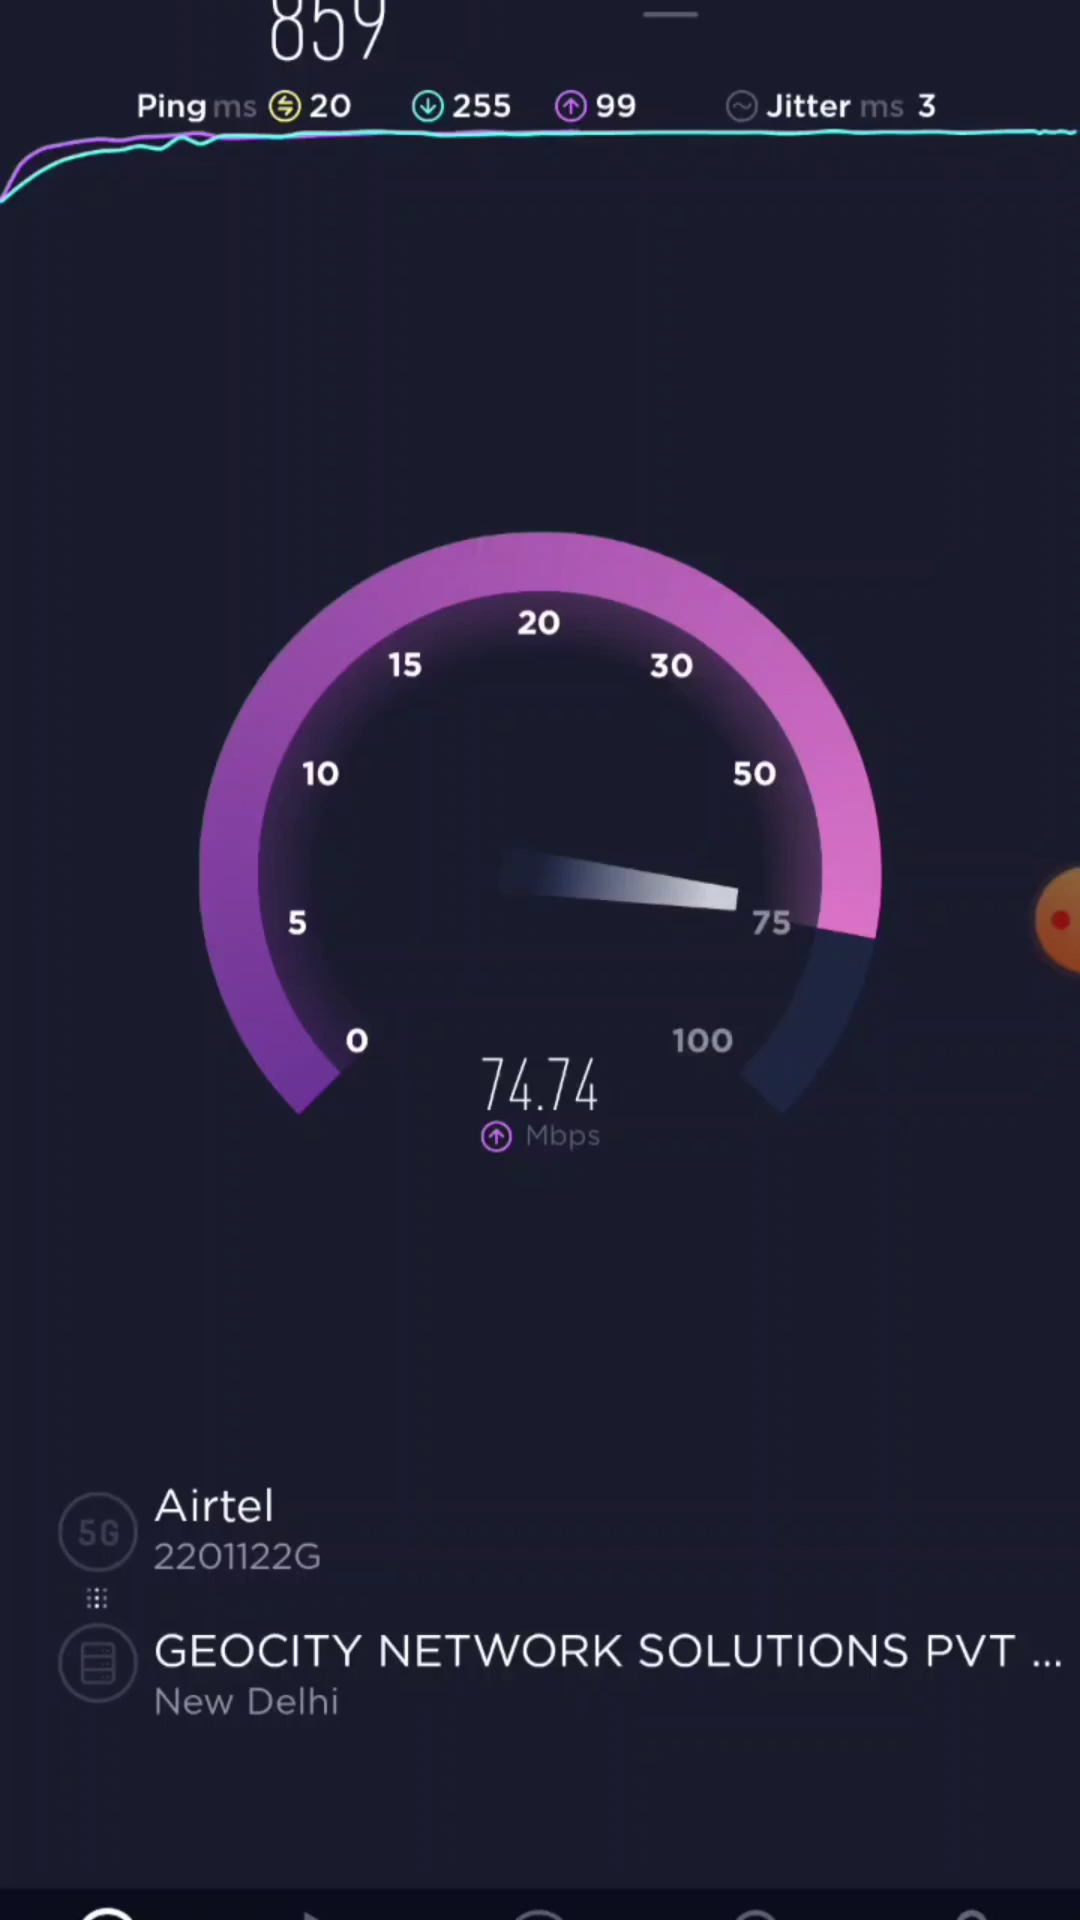 859
Ping ms 20 255 99 Jitter ms 3
20
15 30
10 50
5 75
0 100
74.74
Mbps
5G Airtel
2201122G
GEOCITY NETWORK SOLUTIONS PVT ...
New Delhi